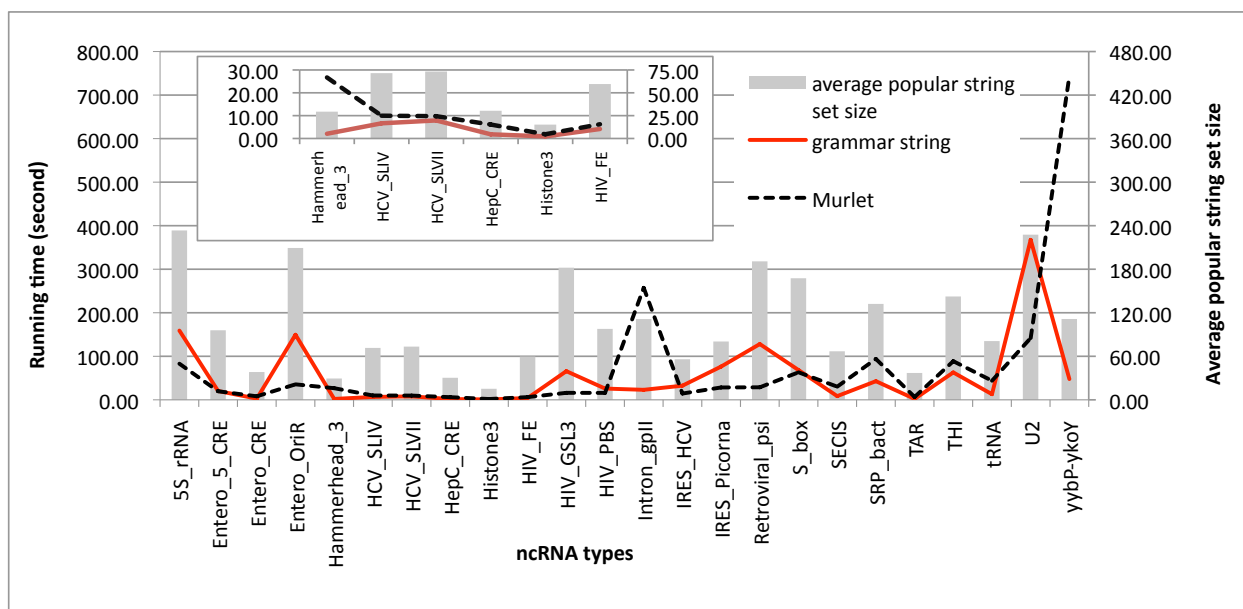 800.00
700.00
600.00
500.00
400.00
300.00
200.00
100.00
0.00
Running time (second)
480.00
420.00
360.00
300.00
240.00
180.00
120.00
60.00
0.00
Average popular string set size
30.00
20.00
10.00
0.00
75.00
50.00
25.00
0.00
Hammerh
ead_3
HCV_SLIV
HCV_SLVII
HepC_CRE
Histone3
HIV_FE
average popular string
set size
grammar string
Murlet
5S_rRNA
Entero_5_CRE
Entero_CRE
Entero_OriR
Hammerhead_3
HCV_SLIV
HCV_SLVII
HepC_CRE
Histone3
HIV_FE
HIV_GSL3
HIV_PBS
Intron_gpII
IRES_HCV
IRES_Picorna
Retroviral_psi
S_box
SECIS
SRP_bact
TAR
THI
tRNA
U2
yybP-ykoY
ncRNA types